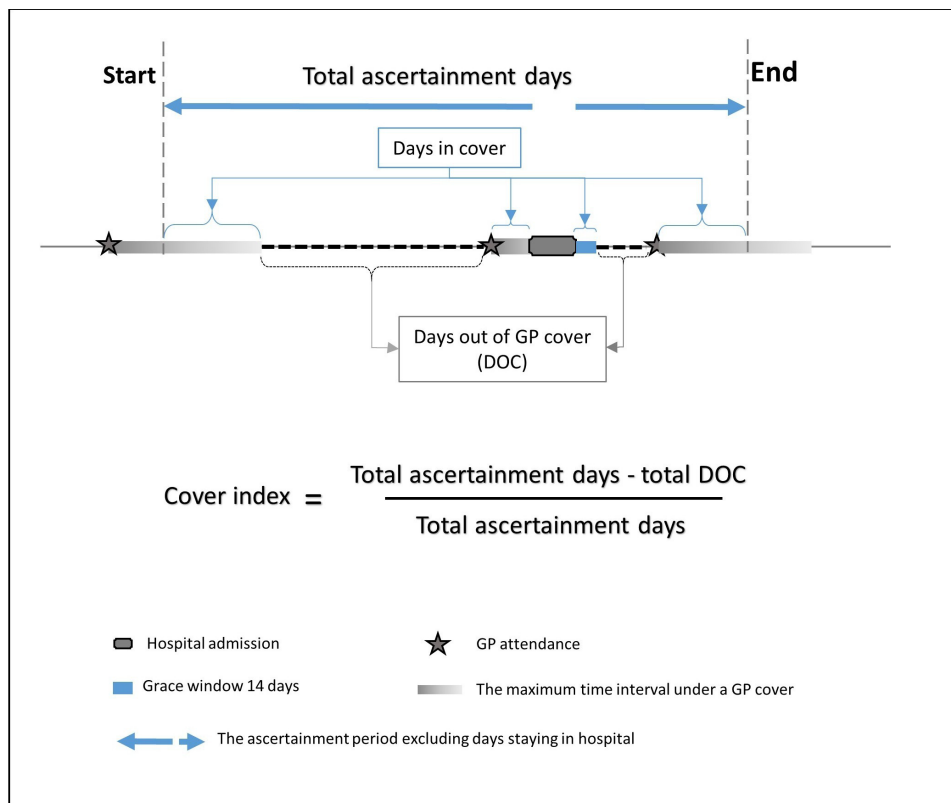 Start
Total ascertainment days
End
Days in cover
Days out of GP cover
(DOC)
Cover index = Total ascertainment days - total DOC
Total ascertainment days
Hospital admission
GP attendance
Grace window 14 days
The maximum time interval under a GP cover
The ascertainment period excluding days staying in hospital